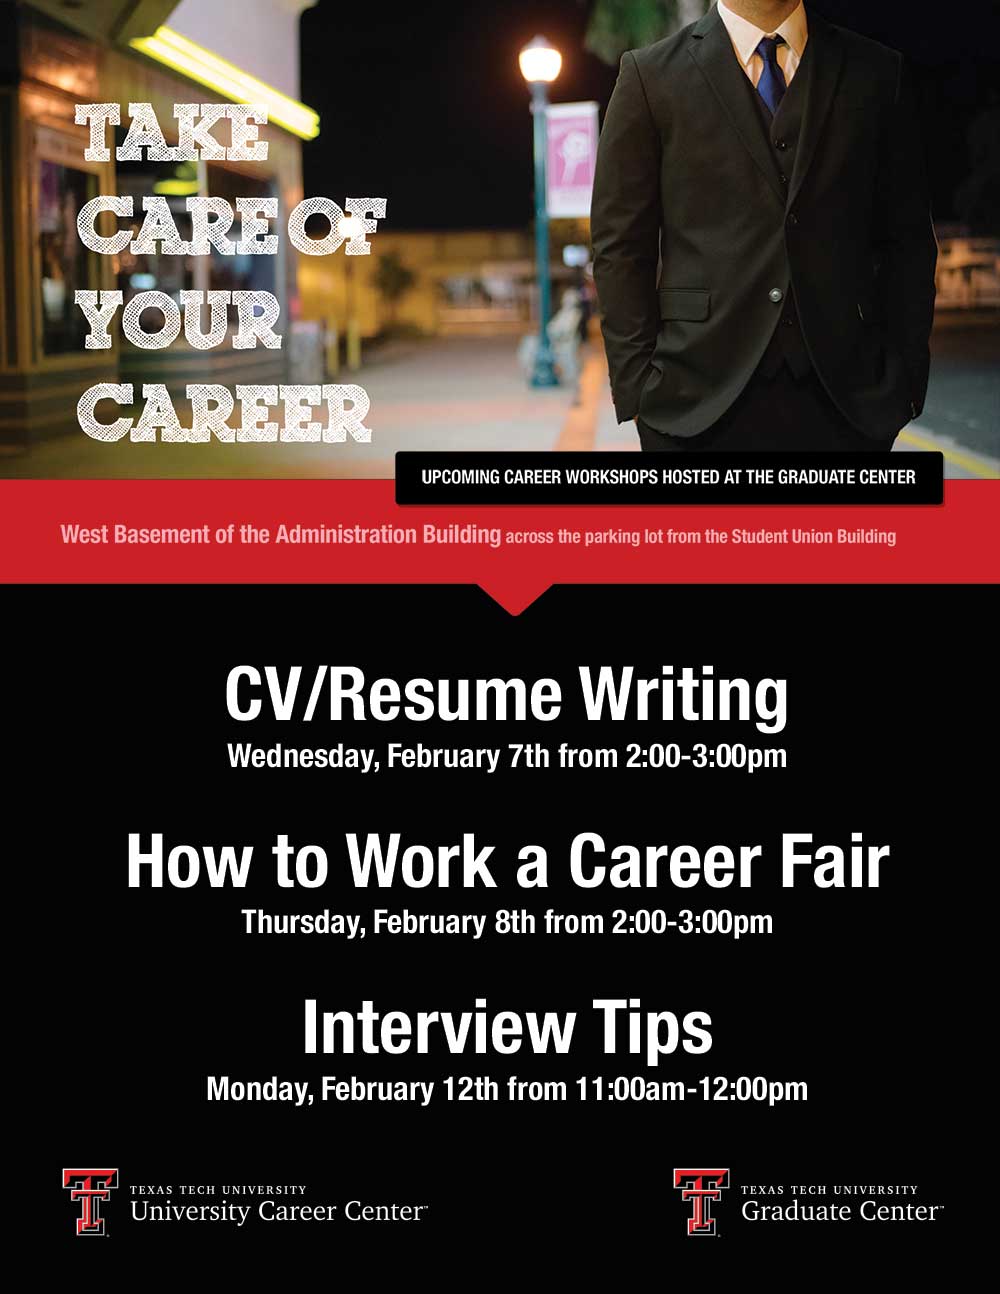 TAKE
CARE OF
YOUR
CAREER
UPCOMING CAREER WORKSHOPS HOSTED AT THE GRADUATE CENTER
West Basement of the Administration Building across the parking lot from the Student Union Building
CV/Resume Writing
Wednesday, February 7th from 2:00-3:00pm
How to Work a Career Fair
Thursday, February 8th from 2:00-3:00pm
Interview Tips
Monday, February 12th from 11:00am-12:00pm
TEXAS TECH UNIVERSITY
University Career Center™
TEXAS TECH UNIVERSITY
Graduate Center™